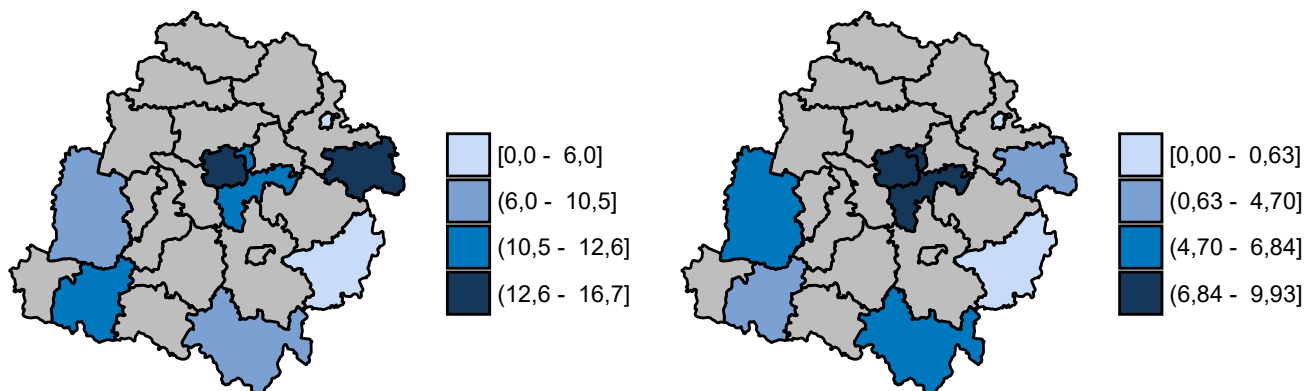 [0,0 - 6,0]
(6,0 - 10,5]
(10,5 - 12,6]
(12,6 - 16,7]
[0,00 - 0,63]
(0,63 - 4,70]
(4,70 - 6,84]
(6,84 - 9,93]